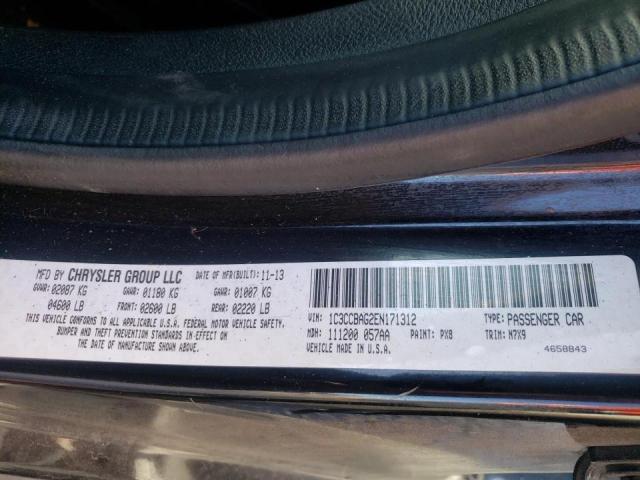 MFD BY CHRYSLER GROUP LLC DATE OF MFR(BUILT): 11-13
GVWR: 02087 KG GAWR: 01180 KG GAWR: 01007 KG
04600 LB FRONT: 02600 LB REAR: 02220 LB
THIS VEHICLE CONFORMS TO ALL APPLICABLE U.S.A. FEDERAL MOTOR VEHICLE SAFETY,
BUMPER AND THEFT PREVENTION STANDARDS IN EFFECT ON
THE DATE OF MANUFACTURE SHOWN ABOVE.
VIN: 1C3CCBAG2EN171312 TYPE: PASSENGER CAR
MDH: 111200 057AA PAINT: PX8 TRIM: N7X9
VEHICLE MADE IN U.S.A. 4658843